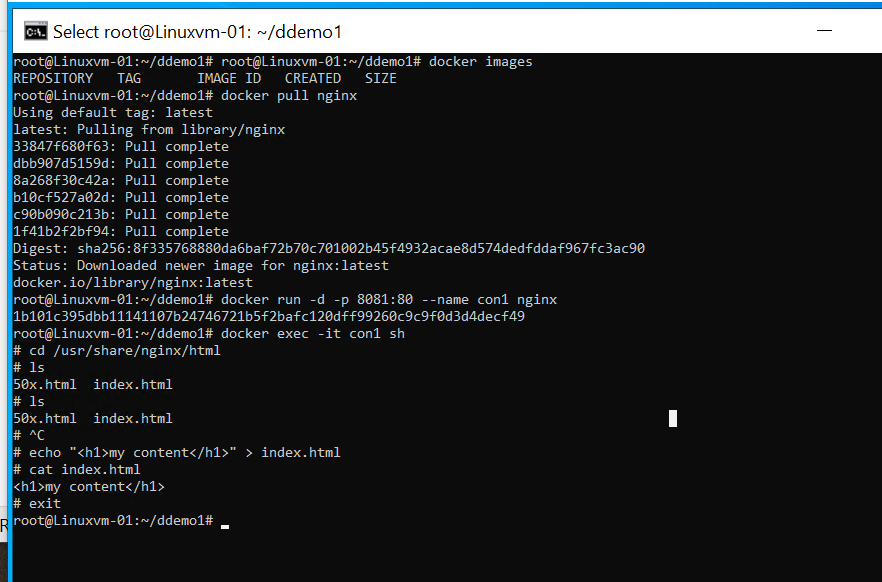 Select root@Linuxvm-01: ~/ddemo1
root@Linuxvm-01:~/ddemo1# root@Linuxvm-01:~/ddemo1# docker images
REPOSITORY   TAG       IMAGE ID   CREATED   SIZE
root@Linuxvm-01:~/ddemo1# docker pull nginx
Using default tag: latest
latest: Pulling from library/nginx
33847f680f63: Pull complete
dbb907d5159d: Pull complete
8a268f30c42a: Pull complete
b10cf527a02d: Pull complete
c90b090c213b: Pull complete
1f41b2f2bf94: Pull complete
Digest: sha256:8f335768880da6baf72b70c701002b45f4932acae8d574dedfddaf967fc3ac90
Status: Downloaded newer image for nginx:latest
docker.io/library/nginx:latest
root@Linuxvm-01:~/ddemo1# docker run -d -p 8081:80 --name con1 nginx
1b101c395dbb11141107b24746721b5f2bafc120dff99260c9c9f0d3d4decf49
root@Linuxvm-01:~/ddemo1# docker exec -it con1 sh
# cd /usr/share/nginx/html
# ls
50x.html  index.html
# ls
50x.html  index.html
# ^C
# echo "<h1>my content</h1>" > index.html
# cat index.html
<h1>my content</h1>
# exit
root@Linuxvm-01:~/ddemo1#